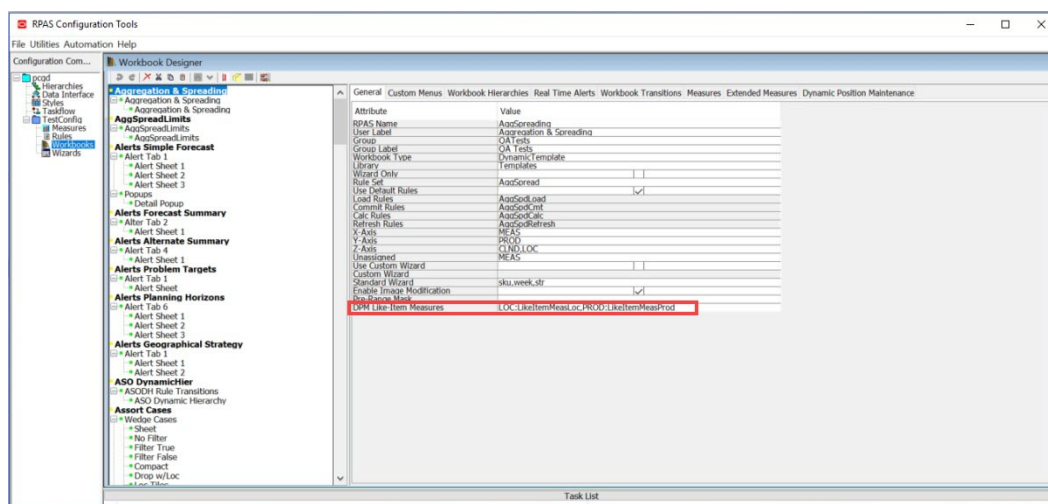 RPAS Configuration Tools
File Utilities Automation Help
Configuration Com...
pcqd
Hierarchies
Data Interface
Styles
Taskflow
TestConfig
Measures
Rules
Workbooks
Wizards
Workbook Designer
Aggregation & Spreading
Aggregation & Spreading
Aggregation & Spreading
AggSpreadLimits
AggSpreadLimits
AggSpreadLimits
Alerts Simple Forecast
Alert Tab 1
Alert Sheet 1
Alert Sheet 2
Alert Sheet 3
Popups
Detail Popup
Alerts Forecast Summary
Alter Tab 2
Alert Sheet 1
Alerts Alternate Summary
Alert Tab 4
Alert Sheet 1
Alerts Problem Targets
Alert Tab 1
Alert Sheet
Alerts Planning Horizons
Alert Tab 6
Alert Sheet 1
Alert Sheet 2
Alert Sheet 3
Alerts Geographical Strategy
Alert Tab 1
Alert Sheet 1
Alert Sheet 2
ASO DynamicHier
ASODH Rule Transitions
ASO Dynamic Hierarchy
Assort Cases
Wedge Cases
Sheet
No Filter
Filter True
Filter False
Compact
Drop w/Loc
General Custom Menus Workbook Hierarchies Real Time Alerts Workbook Transitions Measures Extended Measures Dynamic Position Maintenance
Attribute Value
RPAS Name AggSpreading
User Label Aggregation & Spreading
Group OATests
Group Label OA Tests
Workbook Type DynamicTemplate
Library Templates
Wizard Only
Rule Set AggSpread
Use Default Rules
Load Rules AggSpdLoad
Commit Rules AggSpdCmt
Calc Rules AggSpdCalc
Refresh Rules AggSpdRefresh
X-Axis MEAS
Y-Axis PROD
Z-Axis CLND,LOC
Unassigned MEAS
Use Custom Wizard
Custom Wizard
Standard Wizard sku,week,str
Enable Image Modification
Pre-Range Mask
DPM Like-Item Measures LOC:LikeItemMeasLoc,PROD:LikeItemMeasProd
Task List